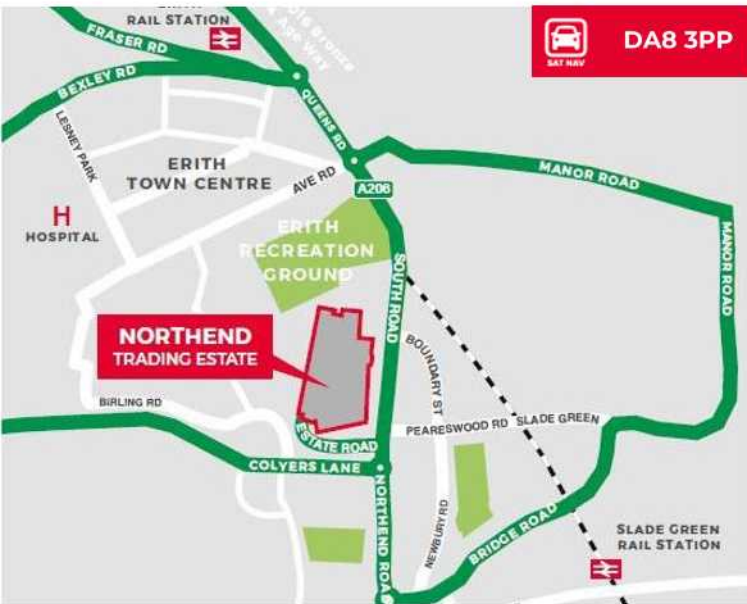 RAIL STATION
FRASER RD
BEXLEY RD
SAT NAV
DA8 3PP
QUEENS RD
LESNEY PARK
ERITH
TOWN CENTRE
AVE RD
MANOR ROAD
A206
H
HOSPITAL
ERITH
RECREATION
GROUND
MANOR ROAD
SOUTH ROAD
NORTHEND
TRADING ESTATE
BOUNDARY ST
BIRLING RD
ESTATE ROAD
PEARESWOOD RD
SLADE GREEN
COLYERS LANE
NORTHEND ROA
NEWBURY RD
BRIDGE ROAD
SLADE GREEN
RAIL STATION